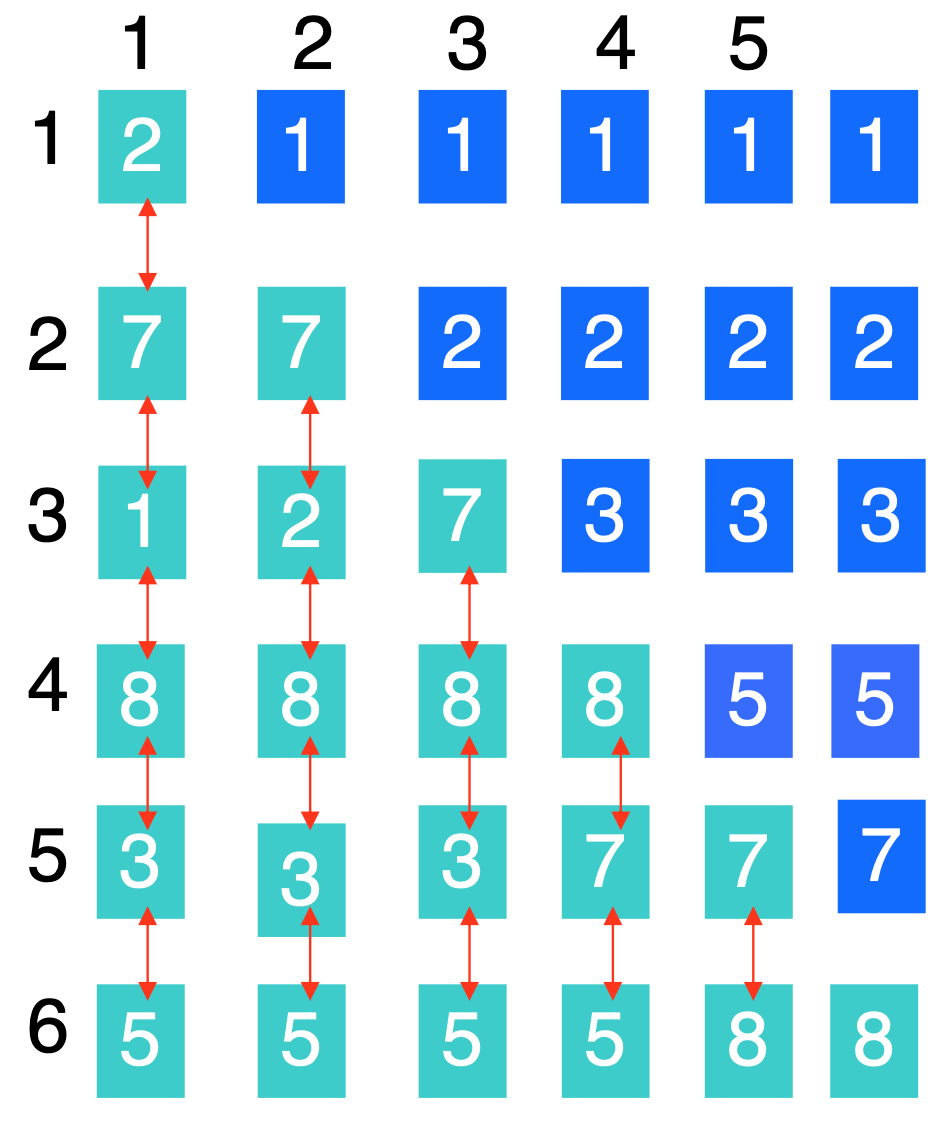 1 2 3 4 5
1 2 1 1 1 1 1
2 7 7 2 2 2 2
3 1 2 7 3 3 3
4 8 8 8 8 5 5
5 3 3 3 7 7 7
6 5 5 5 5 8 8